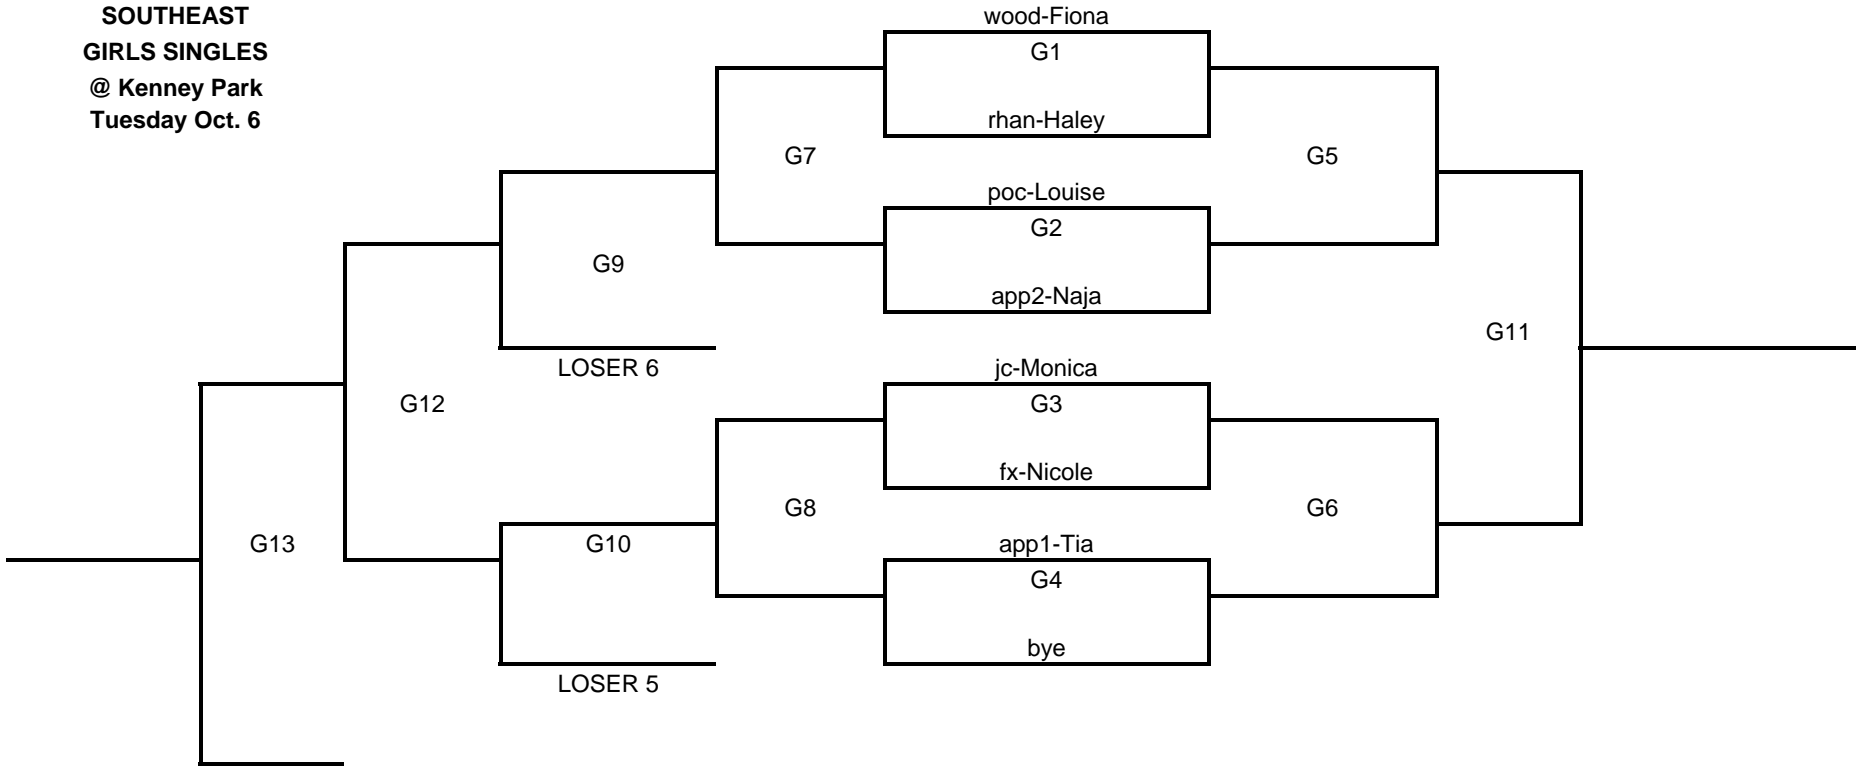 SOUTHEAST
GIRLS SINGLES
@ Kenney Park
Tuesday Oct. 6
wood-Fiona
G1
rhan-Haley
G7
G5
poc-Louise
G2
app2-Naja
G9
G11
LOSER 6
jc-Monica
G3
G12
fx-Nicole
G8
G6
G13
G10
app1-Tia
G4
bye
LOSER 5